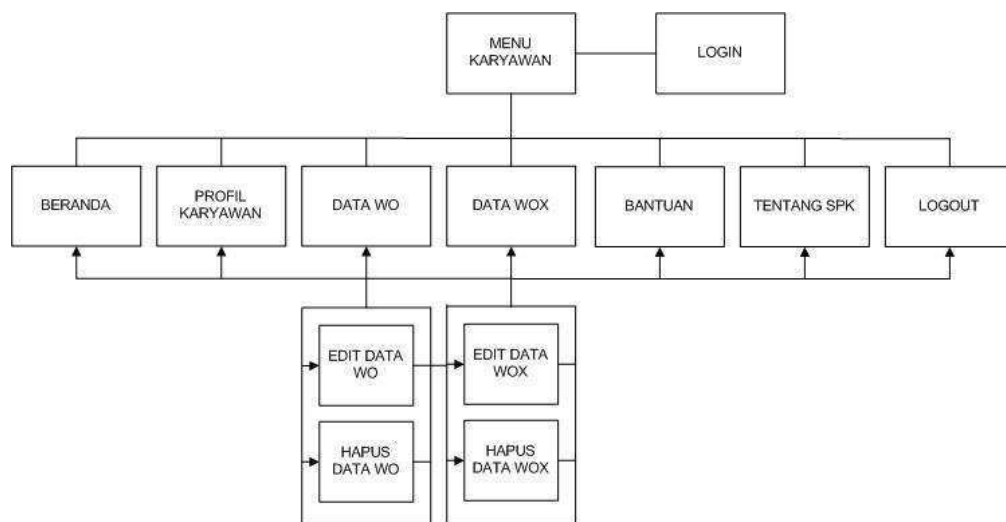 MENU
KARYAWAN
LOGIN
BERANDA
PROFIL
KARYAWAN
DATA WO
DATA WOX
BANTUAN
TENTANG SPK
LOGOUT
EDIT DATA
WO
EDIT DATA
WOX
HAPUS
DATA WO
HAPUS
DATA WOX